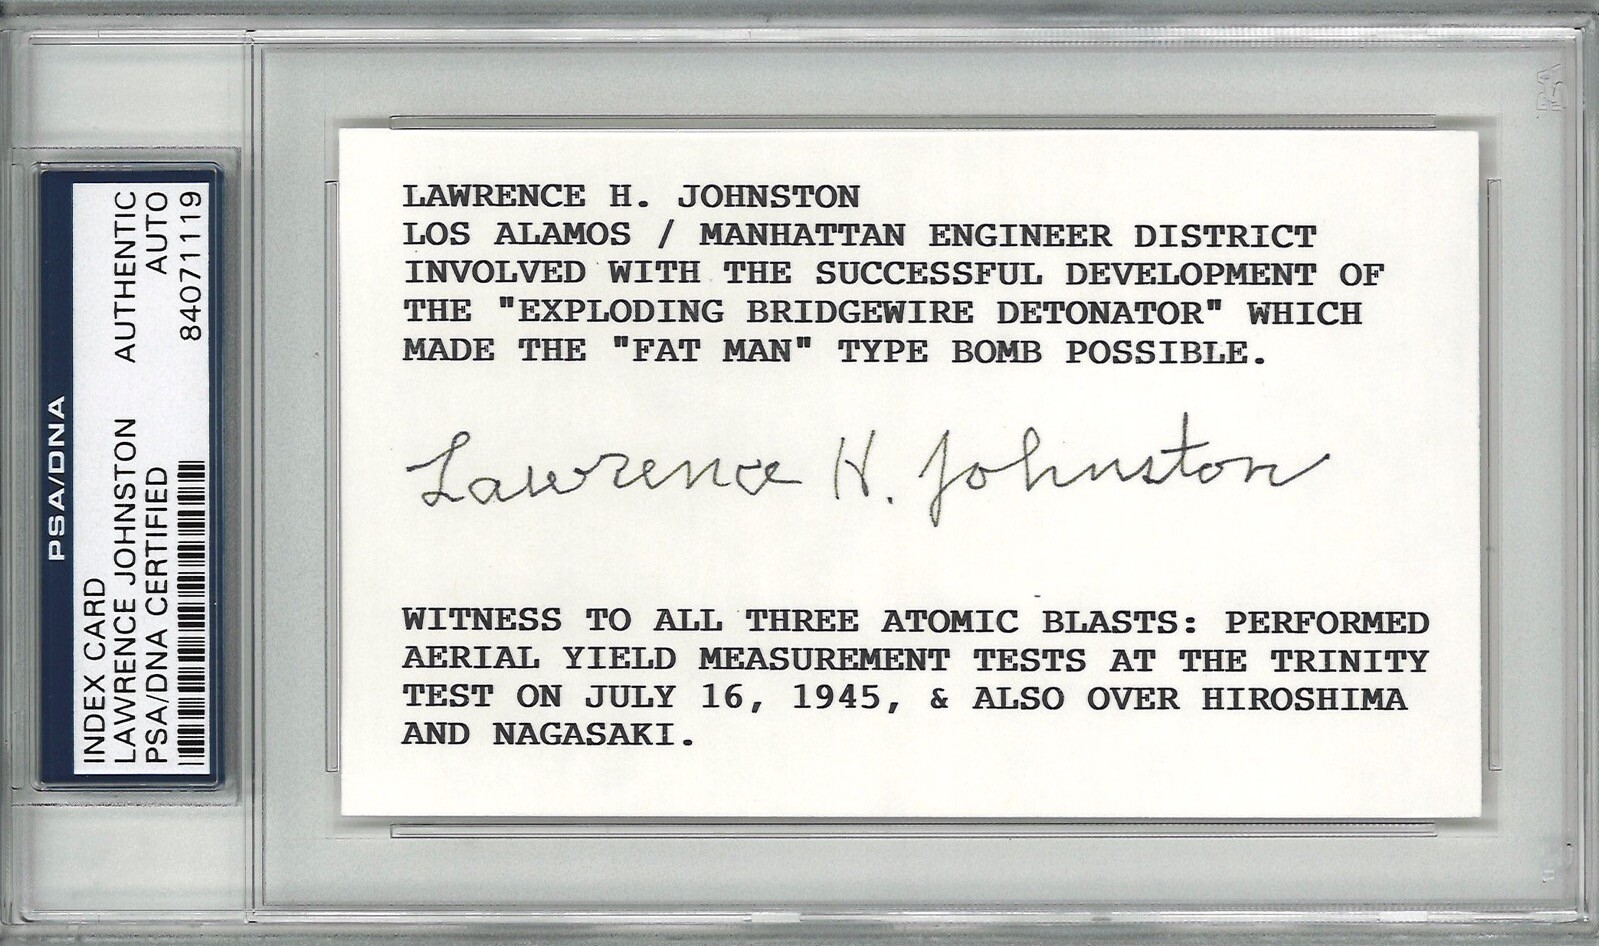 PSA/DNA
INDEX CARD
LAWRENCE JOHNSTON AUTHENTIC
PSA/DNA CERTIFIED AUTO
84071119
LAWRENCE H. JOHNSTON
LOS ALAMOS / MANHATTAN ENGINEER DISTRICT
INVOLVED WITH THE SUCCESSFUL DEVELOPMENT OF
THE "EXPLODING BRIDGEWIRE DETONATOR" WHICH
MADE THE "FAT MAN" TYPE BOMB POSSIBLE.
Lawrence H. Johnston
WITNESS TO ALL THREE ATOMIC BLASTS: PERFORMED
AERIAL YIELD MEASUREMENT TESTS AT THE TRINITY
TEST ON JULY 16, 1945, & ALSO OVER HIROSHIMA
AND NAGASAKI.
PSA